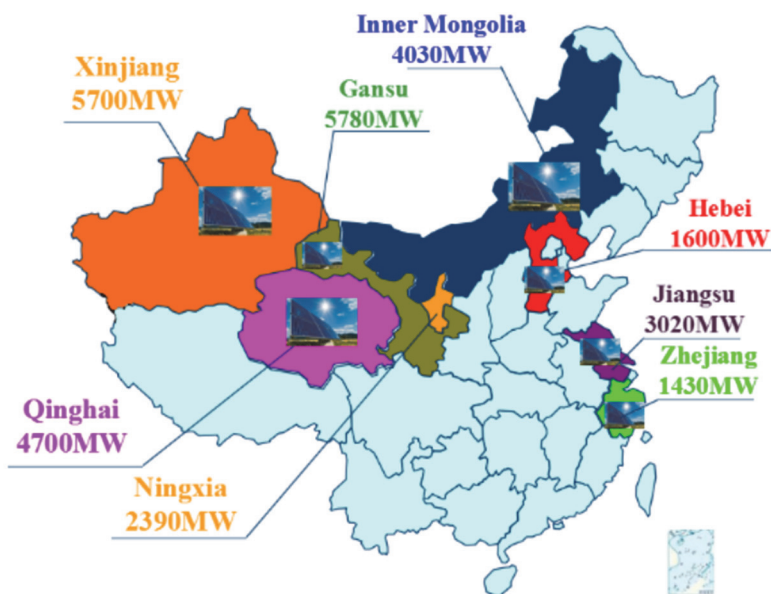 Inner Mongolia
4030MW
Xinjiang
5700MW
Gansu
5780MW
Hebei
1600MW
Jiangsu
3020MW
Zhejiang
1430MW
Qinghai
4700MW
Ningxia
2390MW